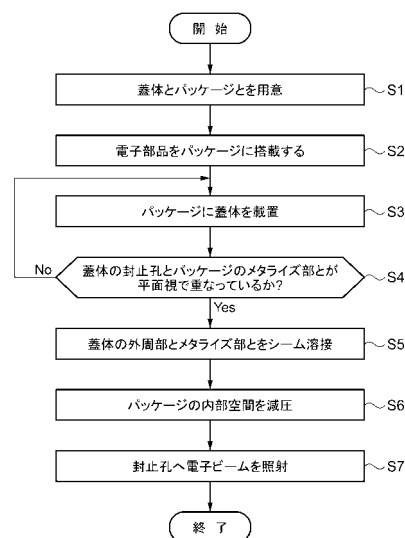 開始
蓋体とパッケージとを用意
S1
電子部品をパッケージに搭載する
S2
パッケージに蓋体を載置
S3
蓋体の封止孔とパッケージのメタライズ部とが
平面視で重なっているか?
S4
No
Yes
蓋体の外周部とメタライズ部とをシーム溶接
S5
パッケージの内部空間を減圧
S6
封止孔へ電子ビームを照射
S7
終了